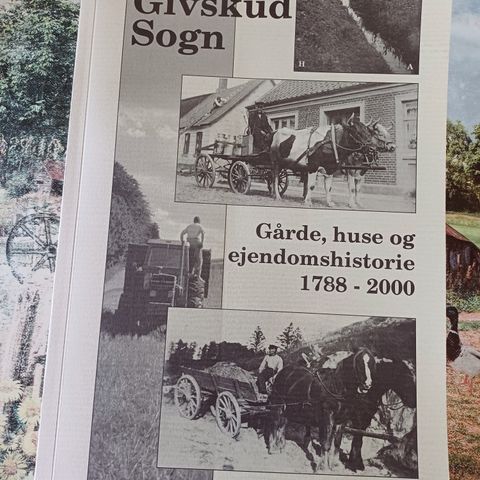 Givskud
Sogn
H A
Gårde, huse og
ejendomshistorie
1788 - 2000